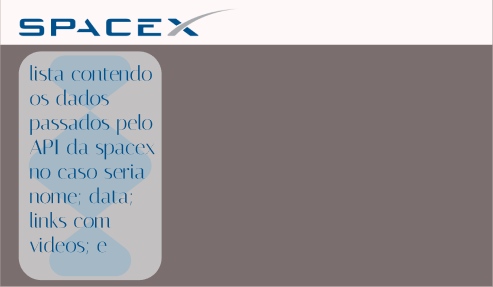 SPACEX
lista contendo
os dados
passados pelo
API da spacex
no caso seria
nome; data;
links com
videos; e